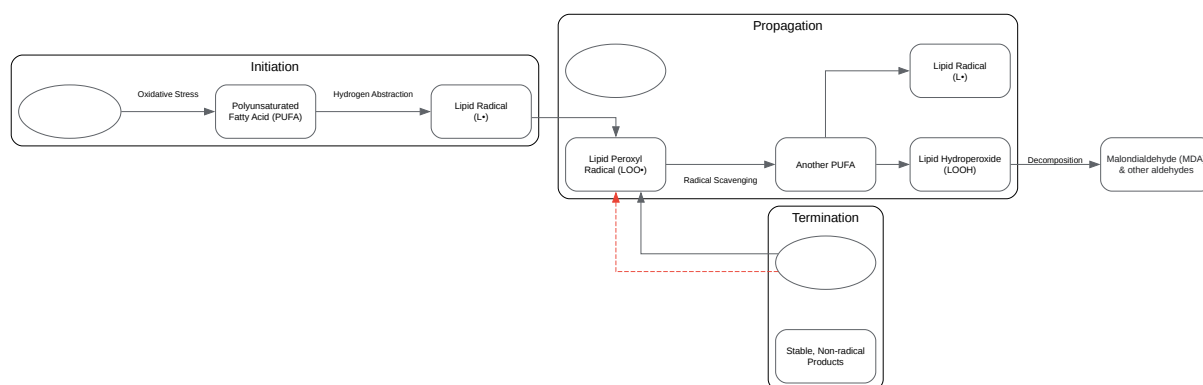 Propagation
Initiation
Oxidative Stress
Polyunsaturated
Fatty Acid (PUFA)
Hydrogen Abstraction
Lipid Radical
(L•)
Lipid Radical
(L•)
Lipid Peroxyl
Radical (LOO•)
Radical Scavenging
Another PUFA
Lipid Hydroperoxide
(LOOH)
Decomposition
Malondialdehyde (MDA
& other aldehydes
Termination
Stable, Non-radical
Products